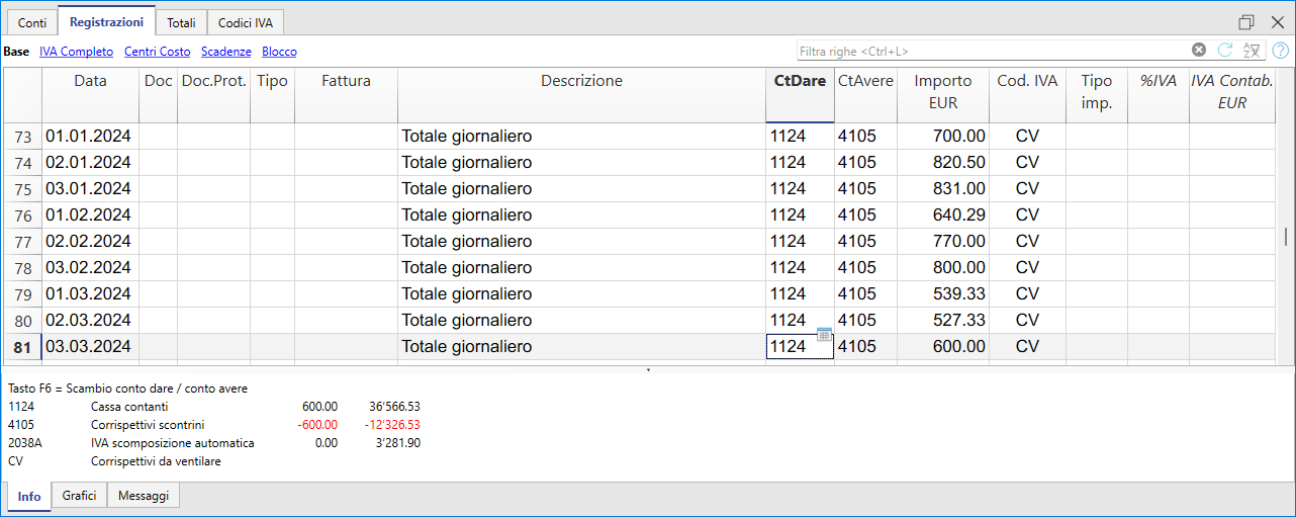 Conti Registrazioni Totali Codici IVA
Base IVA Completo Centri Costo Scadenze Blocco Filtra righe <Ctrl+L>
Data Doc Doc.Prot. Tipo Fattura Descrizione CtDare CtAvere Importo EUR Cod. IVA Tipo imp. %IVA IVA Contab. EUR
73 01.01.2024 Totale giornaliero 1124 4105 700.00 CV
74 02.01.2024 Totale giornaliero 1124 4105 820.50 CV
75 03.01.2024 Totale giornaliero 1124 4105 831.00 CV
76 01.02.2024 Totale giornaliero 1124 4105 640.29 CV
77 02.02.2024 Totale giornaliero 1124 4105 770.00 CV
78 03.02.2024 Totale giornaliero 1124 4105 800.00 CV
79 01.03.2024 Totale giornaliero 1124 4105 539.33 CV
80 02.03.2024 Totale giornaliero 1124 4105 527.33 CV
81 03.03.2024 Totale giornaliero 1124 4105 600.00 CV
Tasto F6 = Scambio conto dare / conto avere
1124 Cassa contanti 600.00 36'566.53
4105 Corrispettivi scontrini -600.00 -12'326.53
2038A IVA scomposizione automatica 0.00 3'281.90
CV Corrispettivi da ventilare
Info Grafici Messaggi